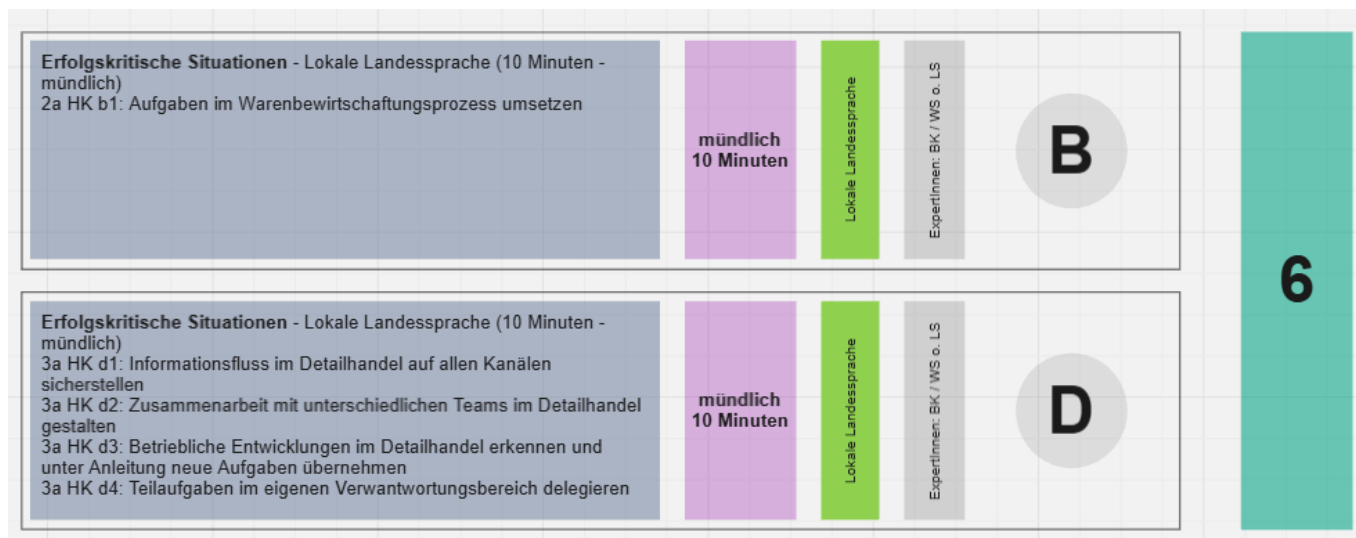 Erfolgskritische Situationen - Lokale Landessprache (10 Minuten -
mündlich)
2a HK b1: Aufgaben im Warenbewirtschaftungsprozess umsetzen
mündlich
10 Minuten
Lokale Landessprache
ExpertInnen: BK / WS o. LS
B
6
Erfolgskritische Situationen - Lokale Landessprache (10 Minuten -
mündlich)
3a HK d1: Informationsfluss im Detailhandel auf allen Kanälen
sicherstellen
3a HK d2: Zusammenarbeit mit unterschiedlichen Teams im Detailhandel
gestalten
3a HK d3: Betriebliche Entwicklungen im Detailhandel erkennen und
unter Anleitung neue Aufgaben übernehmen
3a HK d4: Teilaufgaben im eigenen Verwantwortungsbereich delegieren
mündlich
10 Minuten
Lokale Landessprache
ExpertInnen: BK / WS o. LS
D